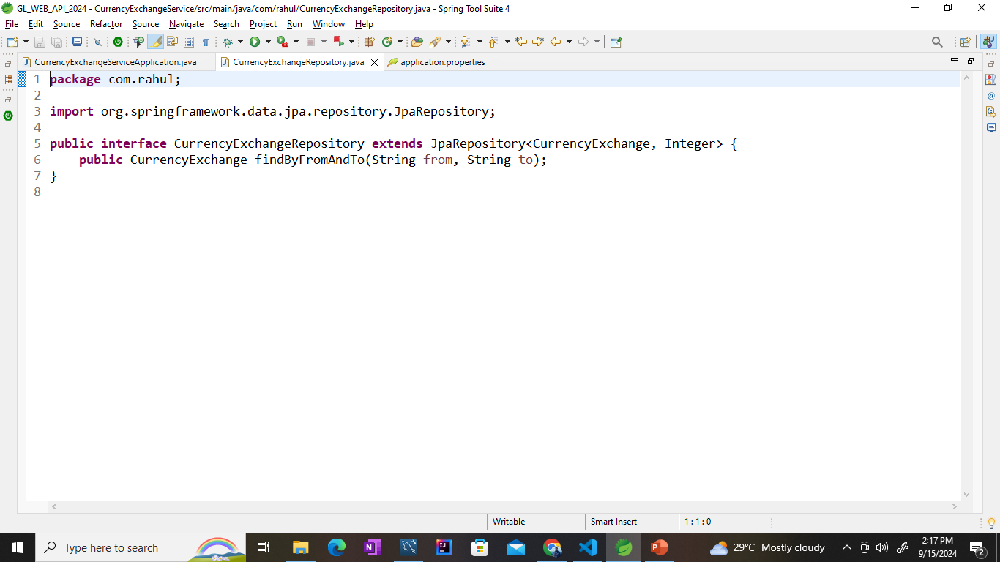 GL_WEB_API_2024 - CurrencyExchangeService/src/main/java/com/rahul/CurrencyExchangeRepository.java - Spring Tool Suite 4
File Edit Source Refactor Source Navigate Search Project Run Window Help
CurrencyExchangeServiceApplication.java CurrencyExchangeRepository.java application.properties
1 package com.rahul;
2
3 import org.springframework.data.jpa.repository.JpaRepository;
4
5 public interface CurrencyExchangeRepository extends JpaRepository<CurrencyExchange, Integer> {
6     public CurrencyExchange findByFromAndTo(String from, String to);
7 }
8
Writable Smart Insert 1 : 1 : 0
Type here to search 29°C Mostly cloudy 2:17 PM
9/15/2024 2